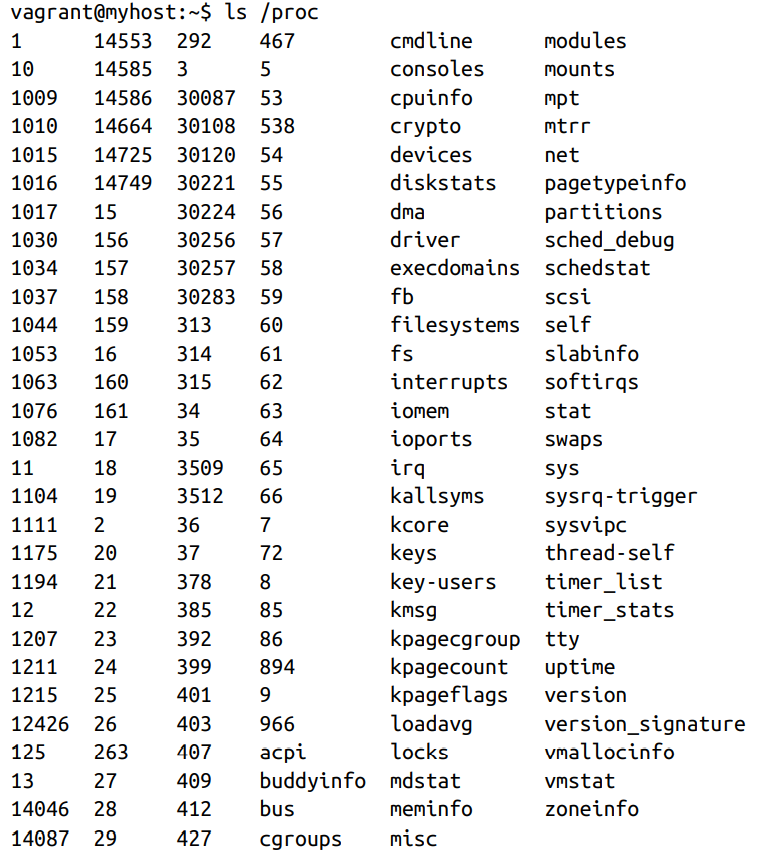 vagrant@myhost:~$ ls /proc
1      14553  292    467        cmdline      modules
10     14585  3      5          consoles     mounts
1009   14586  30087  53         cpuinfo      mpt
1010   14664  30108  538        crypto       mtrr
1015   14725  30120  54         devices      net
1016   14749  30221  55         diskstats    pagetypeinfo
1017   15     30224  56         dma          partitions
1030   156    30256  57         driver       sched_debug
1034   157    30257  58         execdomains  schedstat
1037   158    30283  59         fb           scsi
1044   159    313    60         filesystems  self
1053   16     314    61         fs           slabinfo
1063   160    315    62         interrupts   softirqs
1076   161    34     63         iomem        stat
1082   17     35     64         ioports      swaps
11     18     3509   65         irq          sys
1104   19     3512   66         kallsyms     sysrq-trigger
1111   2      36     7          kcore        sysvipc
1175   20     37     72         keys         thread-self
1194   21     378    8          key-users    timer_list
12     22     385    85         kmsg         timer_stats
1207   23     392    86         kpagecgroup  tty
1211   24     399    894        kpagecount   uptime
1215   25     401    9          kpageflags   version
12426  26     403    966        loadavg      version_signature
125    263    407    acpi       locks        vmallocinfo
13     27     409    buddyinfo  mdstat       vmstat
14046  28     412    bus        meminfo      zoneinfo
14087  29     427    cgroups    misc